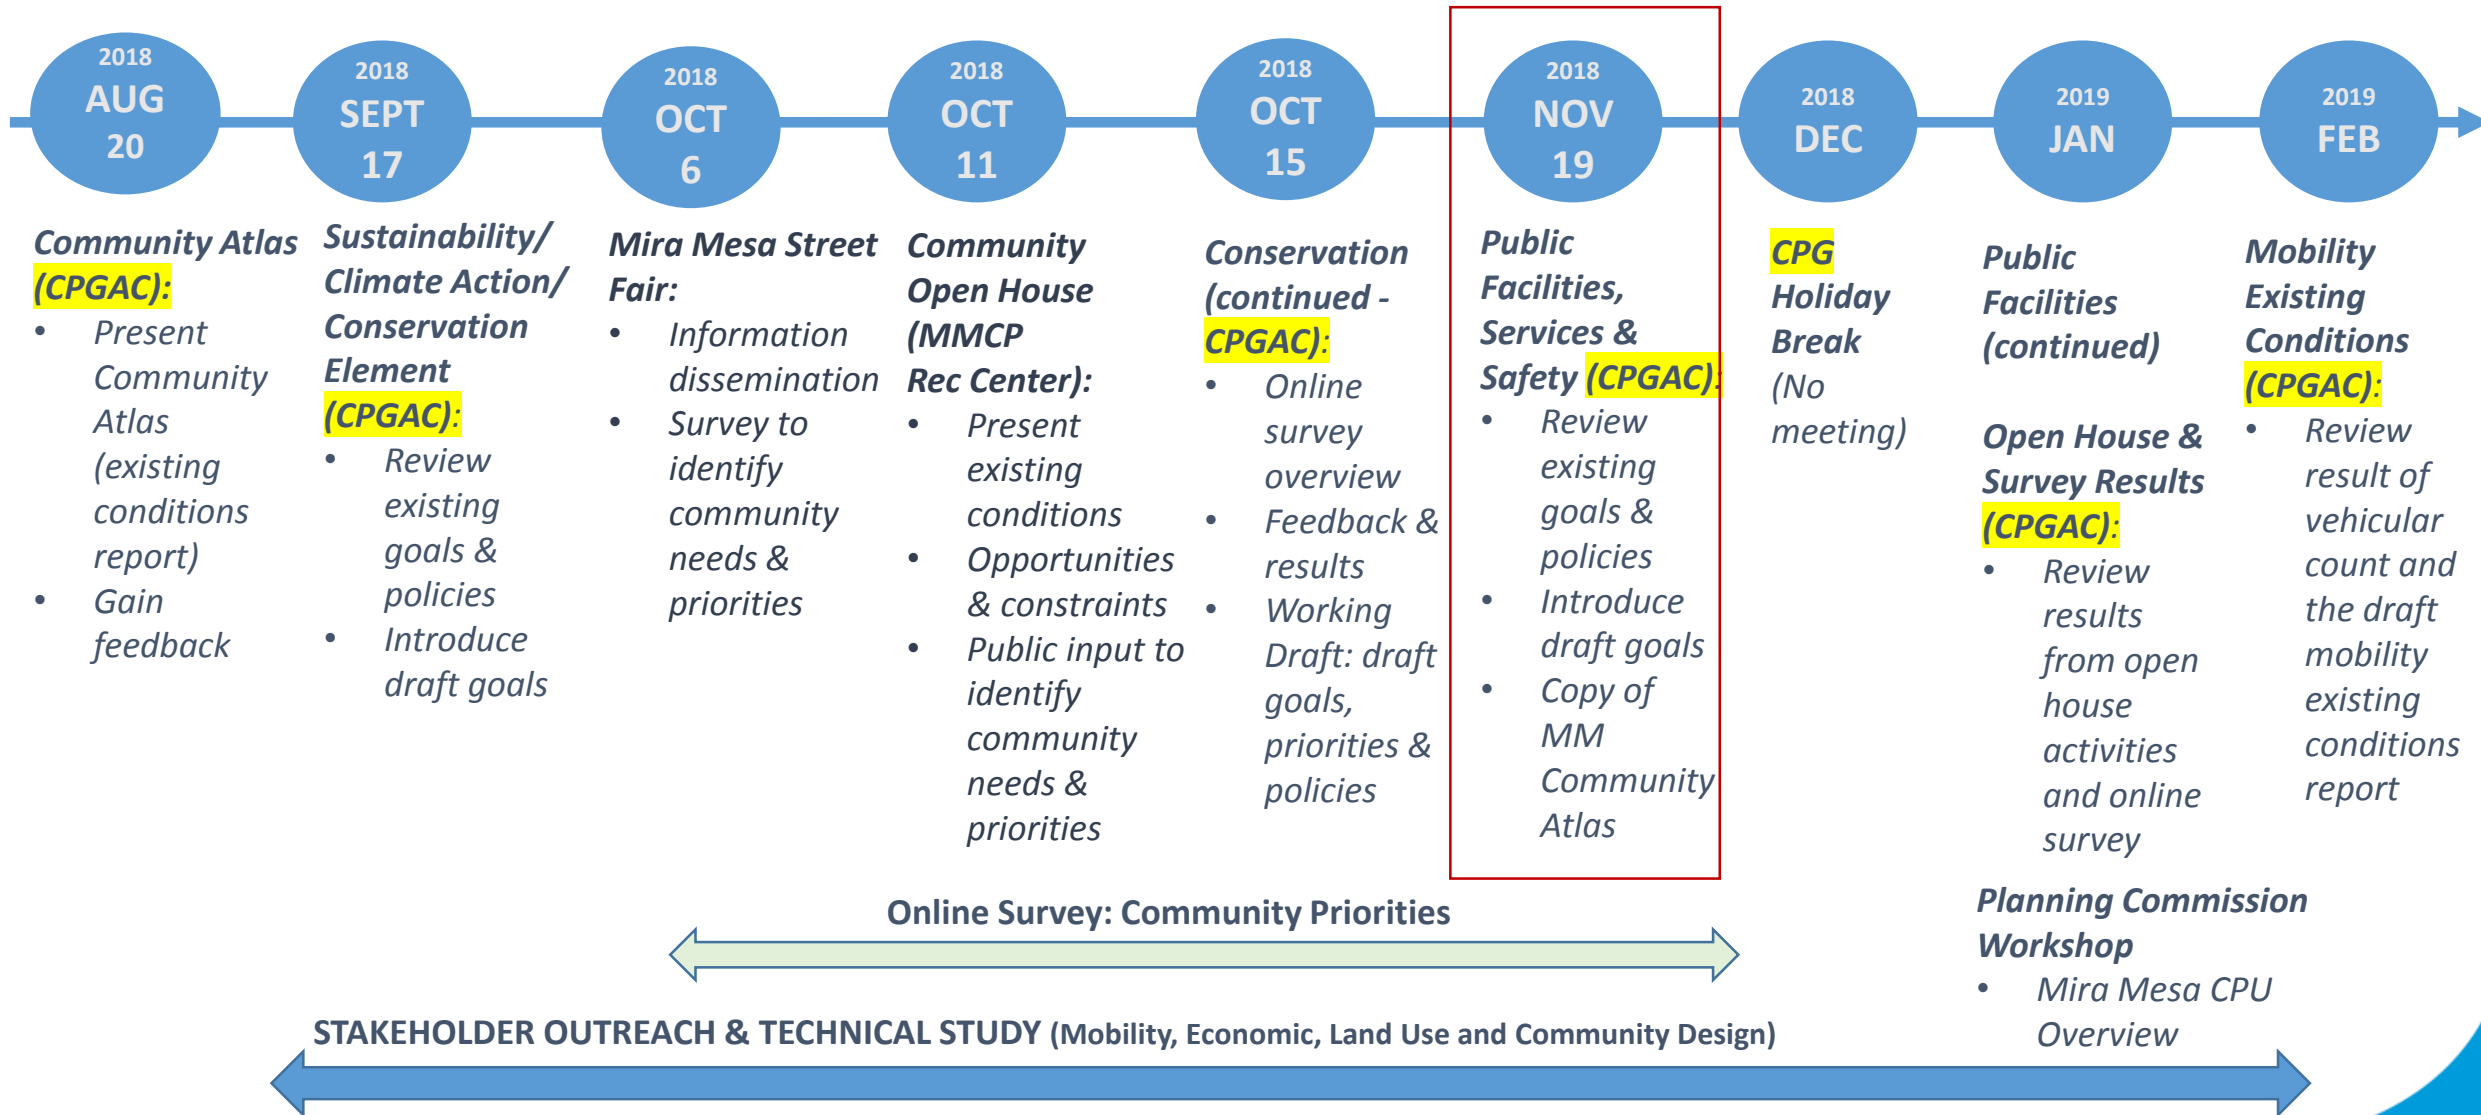 2018
AUG
20
2018
SEPT
17
2018
OCT
6
2018
OCT
11
2018
OCT
15
2018
NOV
19
2018
DEC
2019
JAN
2019
FEB
Community Atlas
(CPGAC):
• Present
Community
Atlas
(existing
conditions
report)
• Gain
feedback
Sustainability/
Climate Action/
Conservation
Element
(CPGAC):
• Review
existing
goals &
policies
• Introduce
draft goals
Mira Mesa Street
Fair:
• Information
dissemination
• Survey to
identify
community
needs &
priorities
Community
Open House
(MMCP
Rec Center):
• Present
existing
conditions
• Opportunities
& constraints
• Public input to
identify
community
needs &
priorities
Conservation
(continued -
CPGAC):
• Online
survey
overview
• Feedback &
results
• Working
Draft: draft
goals,
priorities &
policies
Public
Facilities,
Services &
Safety (CPGAC):
• Review
existing
goals &
policies
• Introduce
draft goals
• Copy of
MM
Community
Atlas
CPG
Holiday
Break
(No
meeting)
Public
Facilities
(continued)
Open House &
Survey Results
(CPGAC):
• Review
results
from open
house
activities
and online
survey
Planning Commission
Workshop
• Mira Mesa CPU
Overview
Mobility
Existing
Conditions
(CPGAC):
• Review
result of
vehicular
count and
the draft
mobility
existing
conditions
report
Online Survey: Community Priorities
STAKEHOLDER OUTREACH & TECHNICAL STUDY (Mobility, Economic, Land Use and Community Design)